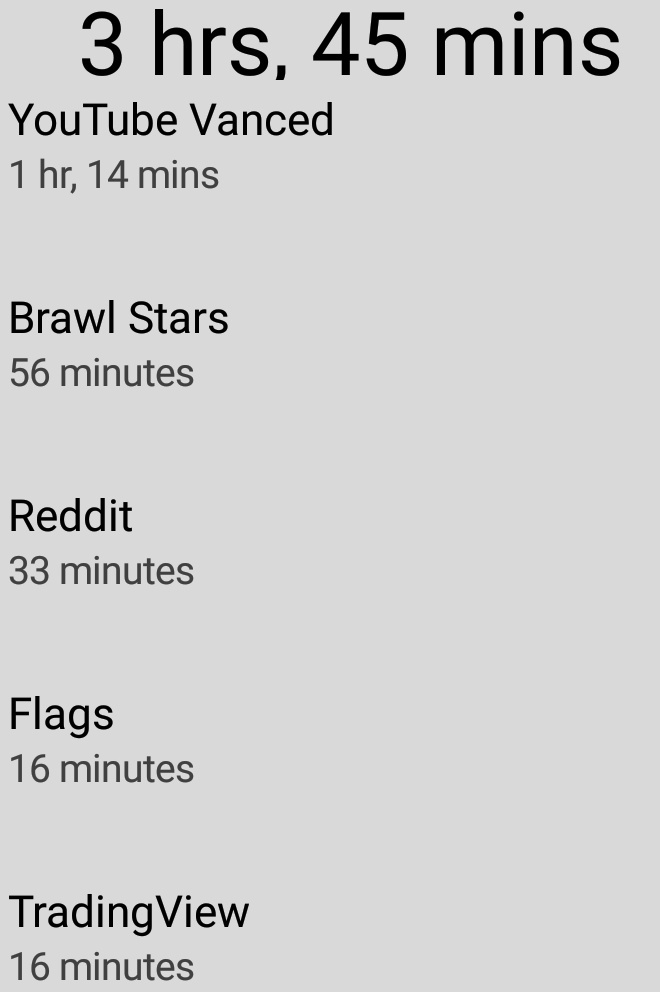 3 hrs, 45 mins
YouTube Vanced
1 hr, 14 mins
Brawl Stars
56 minutes
Reddit
33 minutes
Flags
16 minutes
TradingView
16 minutes